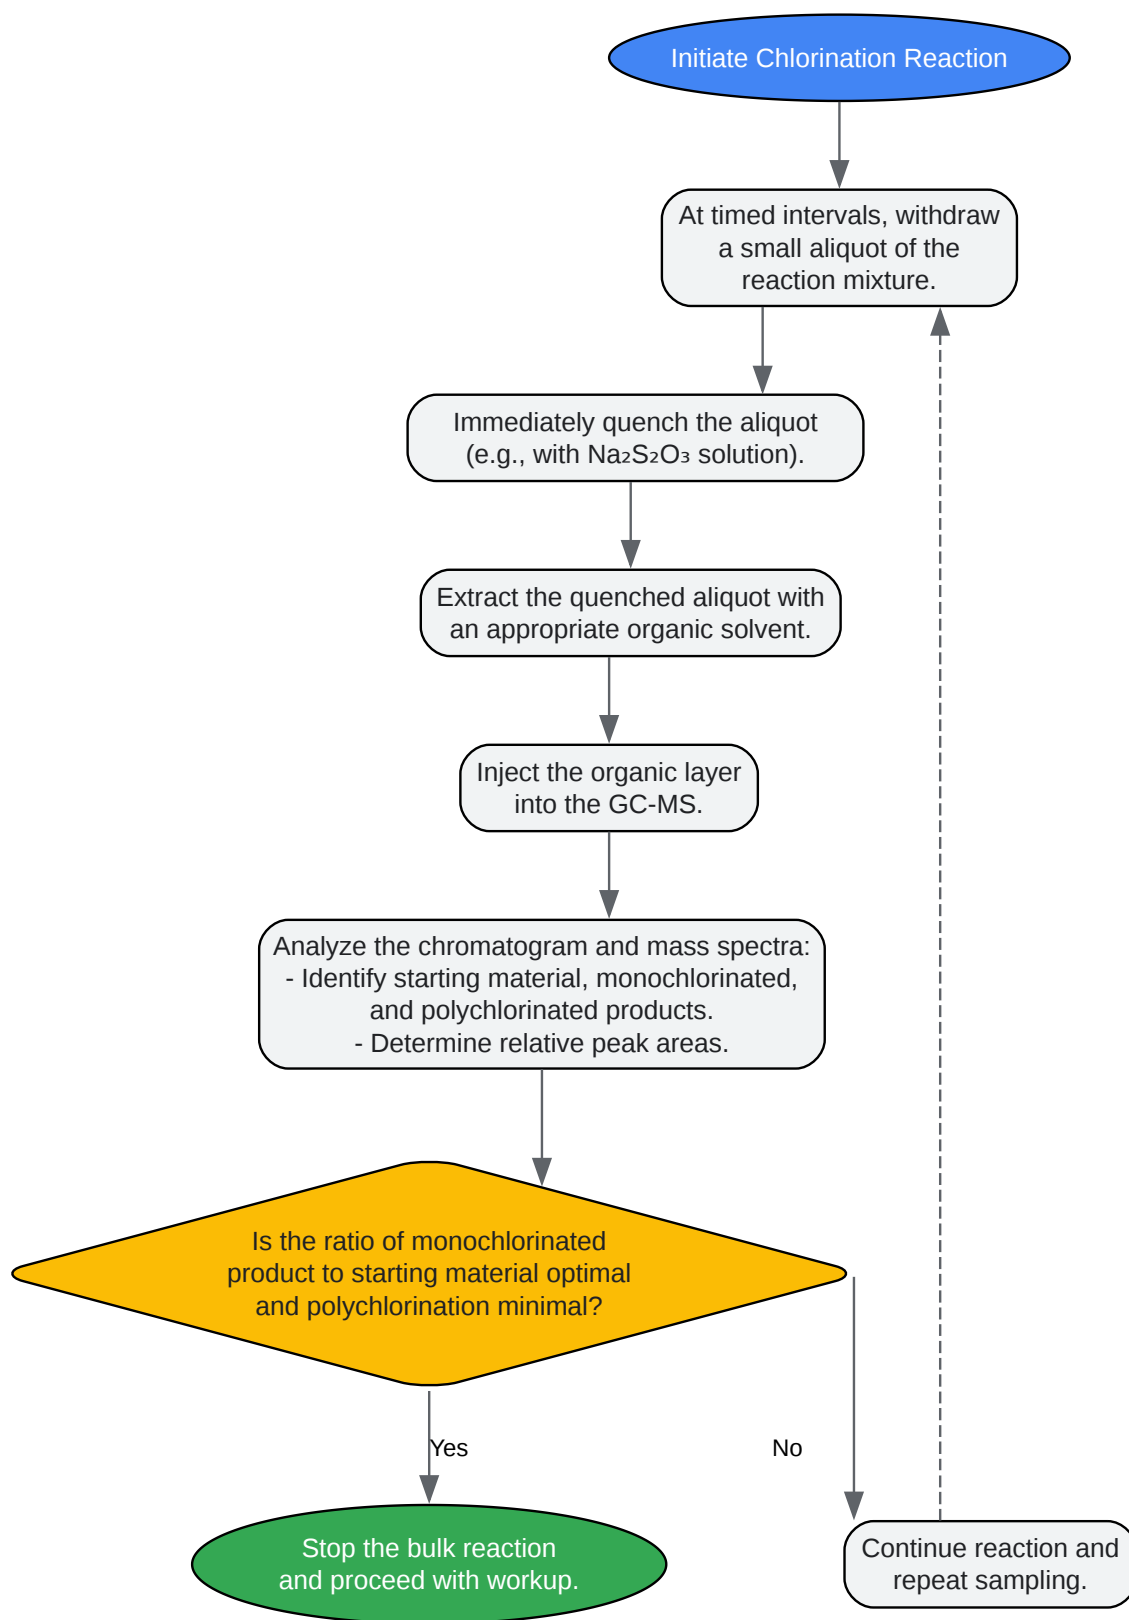 Initiate Chlorination Reaction
At timed intervals, withdraw
a small aliquot of the
reaction mixture.
Immediately quench the aliquot
(e.g., with Na₂S₂O₃ solution).
Extract the quenched aliquot with
an appropriate organic solvent.
Inject the organic layer
into the GC-MS.
Analyze the chromatogram and mass spectra:
- Identify starting material, monochlorinated,
and polychlorinated products.
- Determine relative peak areas.
Is the ratio of monochlorinated
product to starting material optimal
and polychlorination minimal?
Yes
No
Stop the bulk reaction
and proceed with workup.
Continue reaction and
repeat sampling.